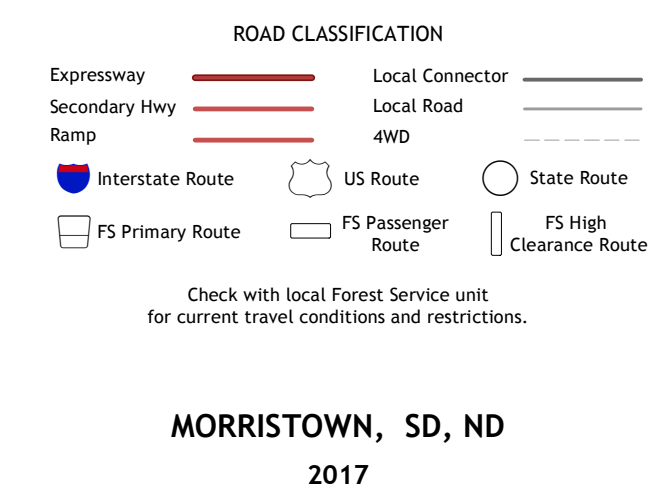 ROAD CLASSIFICATION
Expressway
Local Connector
Secondary Hwy
Local Road
Ramp
4WD
Interstate Route
US Route
State Route
FS Primary Route
FS Passenger
Route
FS High
Clearance Route
Check with local Forest Service unit
for current travel conditions and restrictions.
MORRISTOWN, SD, ND
2017